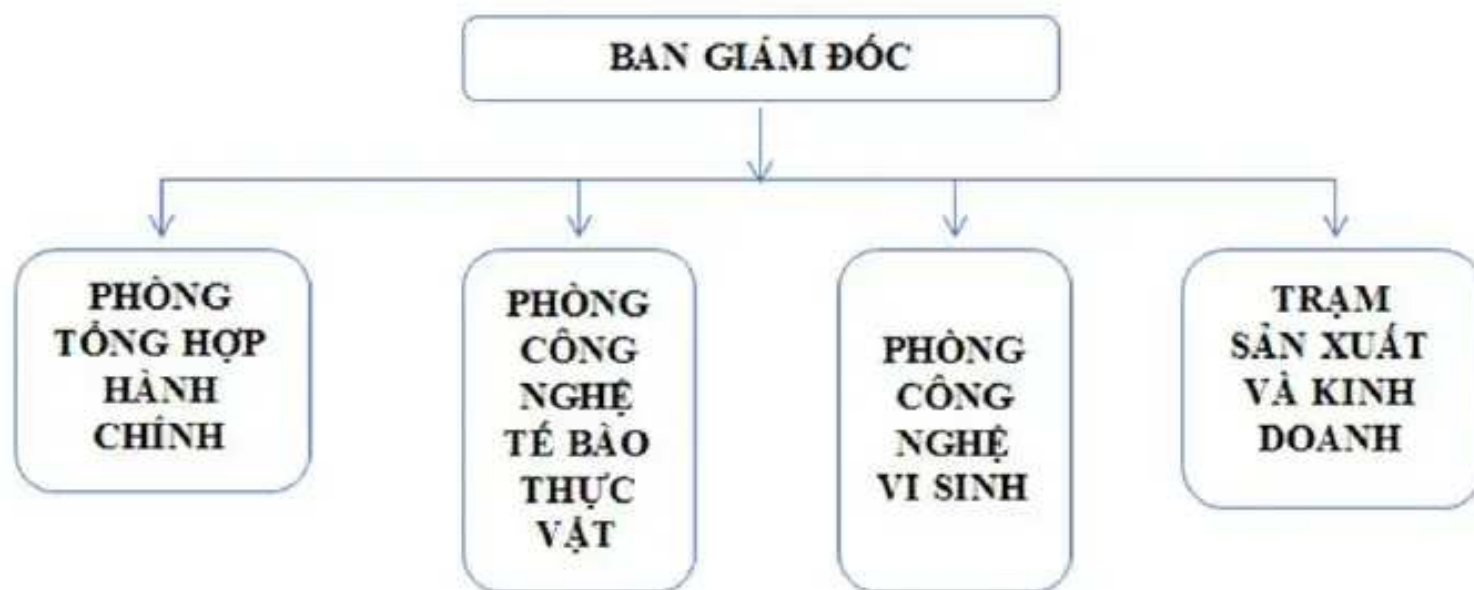 BAN GIÁM ĐỐC
PHÒNG
TỔNG HỢP
HÀNH
CHÍNH
PHÒNG
CÔNG
NGHỆ
TẾ BÀO
THỰC
VẬT
PHÒNG
CÔNG
NGHỆ
VI SINH
TRẠM
SẢN XUẤT
VÀ KINH
DOANH